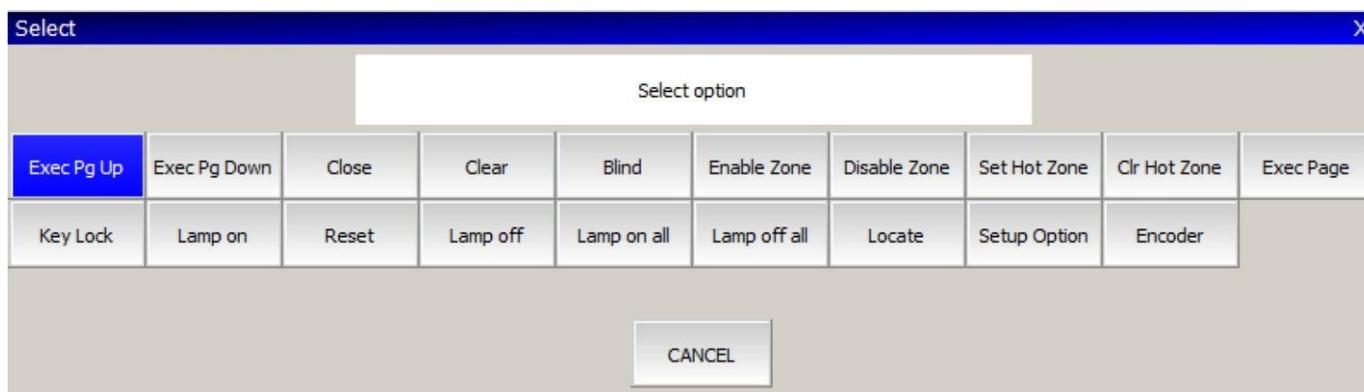 Select X
Select option
Exec Pg Up Exec Pg Down Close Clear Blind Enable Zone Disable Zone Set Hot Zone Clr Hot Zone Exec Page
Key Lock Lamp on Reset Lamp off Lamp on all Lamp off all Locate Setup Option Encoder
CANCEL